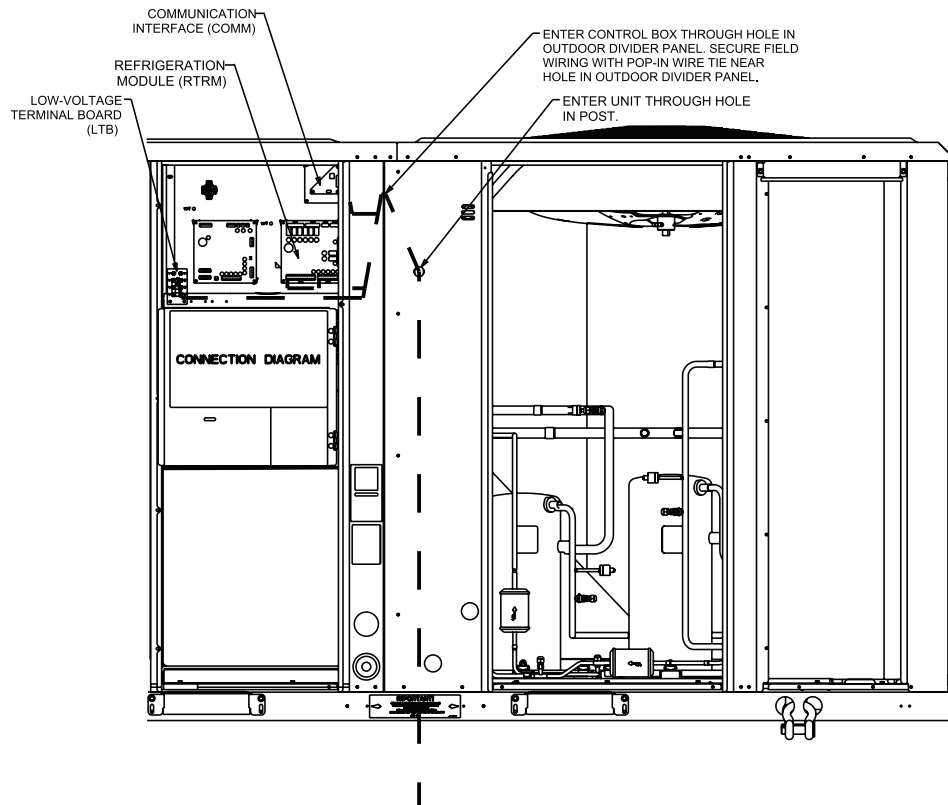 COMMUNICATION
INTERFACE (COMM)
REFRIGERATION
MODULE (RTRM)
LOW-VOLTAGE
TERMINAL BOARD
(LTB)
ENTER CONTROL BOX THROUGH HOLE IN
OUTDOOR DIVIDER PANEL. SECURE FIELD
WIRING WITH POP-IN WIRE TIE NEAR
HOLE IN OUTDOOR DIVIDER PANEL.
ENTER UNIT THROUGH HOLE
IN POST.
CONNECTION DIAGRAM
IMPORTANT!